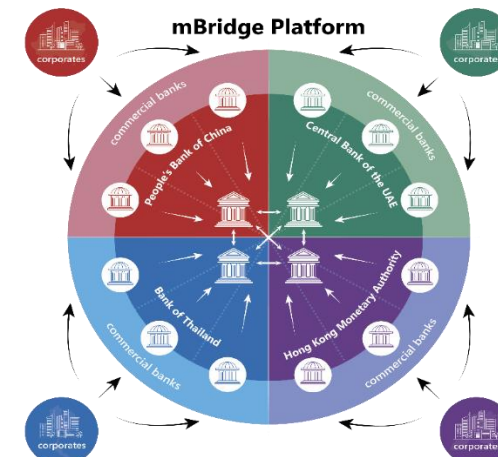 mBridge Platform
corporates
corporates
commercial banks
commercial banks
People's Bank of China
Central Bank of the UAE
Bank of Thailand
Hong Kong Monetary Authority
commercial banks
commercial banks
corporates
corporates